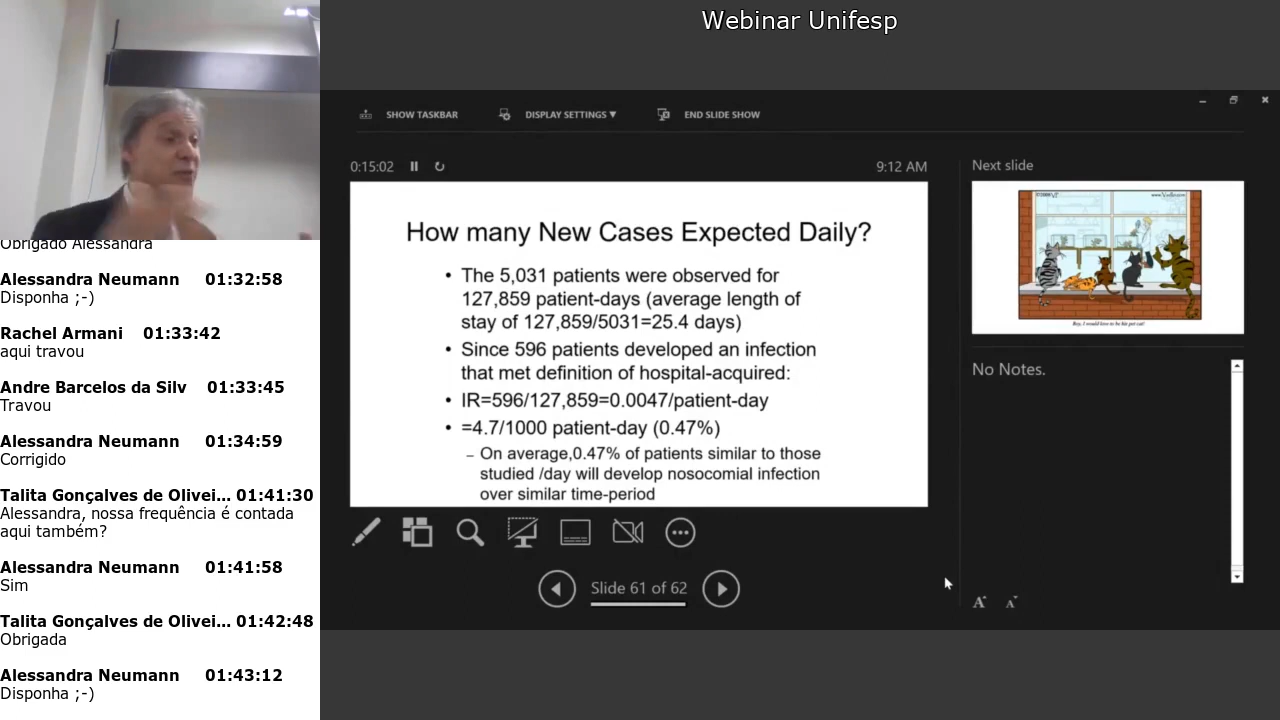 Webinar Unifesp
SHOW TASKBAR
DISPLAY SETTINGS ▼
END SLIDE SHOW
0:15:02
9:12 AM
Next slide
How many New Cases Expected Daily?
• The 5,031 patients were observed for
127,859 patient-days (average length of
stay of 127,859/5031=25.4 days)
• Since 596 patients developed an infection
that met definition of hospital-acquired:
• IR=596/127,859=0.0047/patient-day
• =4.7/1000 patient-day (0.47%)
– On average,0.47% of patients similar to those
studied /day will develop nosocomial infection
over similar time-period
Boy, I would love to be his pet cat!
No Notes.
Slide 61 of 62
A A
Obrigado Alessandra
Alessandra Neumann 01:32:58
Disponha ;-)
Rachel Armani 01:33:42
aqui travou
Andre Barcelos da Silv 01:33:45
Travou
Alessandra Neumann 01:34:59
Corrigido
Talita Gonçalves de Olivei... 01:41:30
Alessandra, nossa frequência é contada
aqui também?
Alessandra Neumann 01:41:58
Sim
Talita Gonçalves de Olivei... 01:42:48
Obrigada
Alessandra Neumann 01:43:12
Disponha ;-)